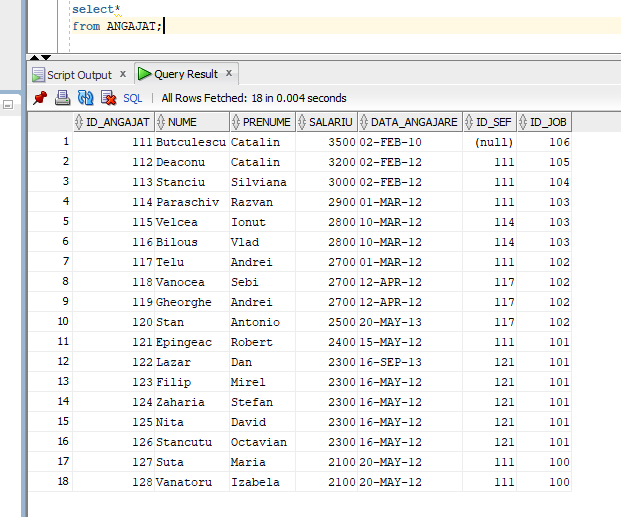 select*
from ANGAJAT;
Script Output x Query Result x
SQL | All Rows Fetched: 18 in 0.004 seconds
ID_ANGAJAT NUME PRENUME SALARIU DATA_ANGAJARE ID_SEF ID_JOB
1 111 Butculescu Catalin 3500 02-FEB-10 (null) 106
2 112 Deaconu Catalin 3200 02-FEB-12 111 105
3 113 Stanciu Silviana 3000 02-FEB-12 111 104
4 114 Paraschiv Razvan 2900 01-MAR-12 111 103
5 115 Velcea Ionut 2800 10-MAR-12 114 103
6 116 Bilous Vlad 2800 10-MAR-12 114 103
7 117 Telu Andrei 2700 01-MAR-12 111 102
8 118 Vanocea Sebi 2700 12-APR-12 117 102
9 119 Gheorghe Andrei 2700 12-APR-12 117 102
10 120 Stan Antonio 2500 20-MAY-13 117 102
11 121 Epingeac Robert 2400 15-MAY-12 111 101
12 122 Lazar Dan 2300 16-SEP-13 121 101
13 123 Filip Mirel 2300 16-MAY-12 121 101
14 124 Zaharia Stefan 2300 16-MAY-12 121 101
15 125 Nita David 2300 16-MAY-12 121 101
16 126 Stancutu Octavian 2300 16-MAY-12 121 101
17 127 Suta Maria 2100 20-MAY-12 111 100
18 128 Vanatoru Izabela 2100 20-MAY-12 111 100